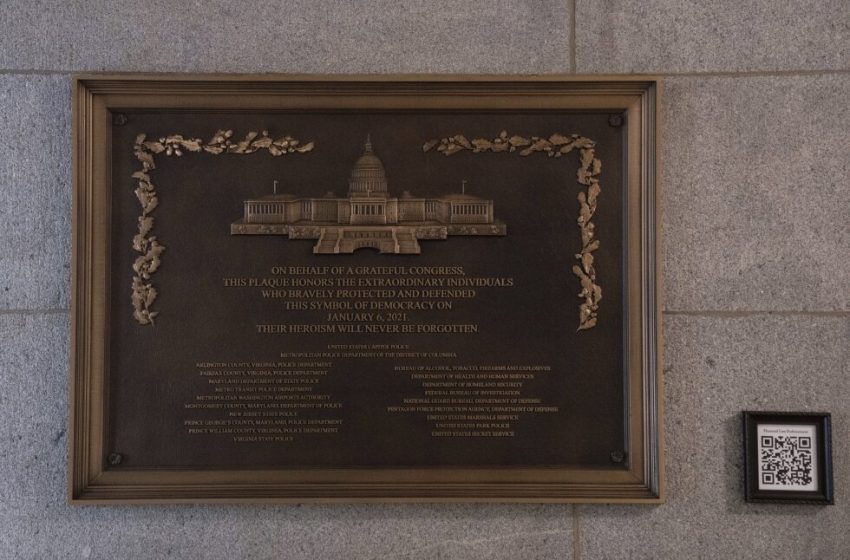 ON BEHALF OF A GRATEFUL CONGRESS,
THIS PLAQUE HONORS THE EXTRAORDINARY INDIVIDUALS
WHO BRAVELY PROTECTED AND DEFENDED
THIS SYMBOL OF DEMOCRACY ON
JANUARY 6, 2021.
THEIR HEROISM WILL NEVER BE FORGOTTEN.
UNITED STATES CAPITOL POLICE
METROPOLITAN POLICE DEPARTMENT OF THE DISTRICT OF COLUMBIA
ARLINGTON COUNTY, VIRGINIA, POLICE DEPARTMENT
FAIRFAX COUNTY, VIRGINIA, POLICE DEPARTMENT
MARYLAND DEPARTMENT OF STATE POLICE
METRO TRANSIT POLICE DEPARTMENT
METROPOLITAN WASHINGTON AIRPORTS AUTHORITY
MONTGOMERY COUNTY, MARYLAND, DEPARTMENT OF POLICE
NEW JERSEY STATE POLICE
PRINCE GEORGE'S COUNTY, MARYLAND, POLICE DEPARTMENT
PRINCE WILLIAM COUNTY, VIRGINIA, POLICE DEPARTMENT
VIRGINIA STATE POLICE
BUREAU OF ALCOHOL, TOBACCO, FIREARMS AND EXPLOSIVES
DEPARTMENT OF HEALTH AND HUMAN SERVICES
DEPARTMENT OF HOMELAND SECURITY
FEDERAL BUREAU OF INVESTIGATION
NATIONAL GUARD BUREAU, DEPARTMENT OF DEFENSE
PENTAGON FORCE PROTECTION AGENCY, DEPARTMENT OF DEFENSE
UNITED STATES MARSHALS SERVICE
UNITED STATES PARK POLICE
UNITED STATES SECRET SERVICE